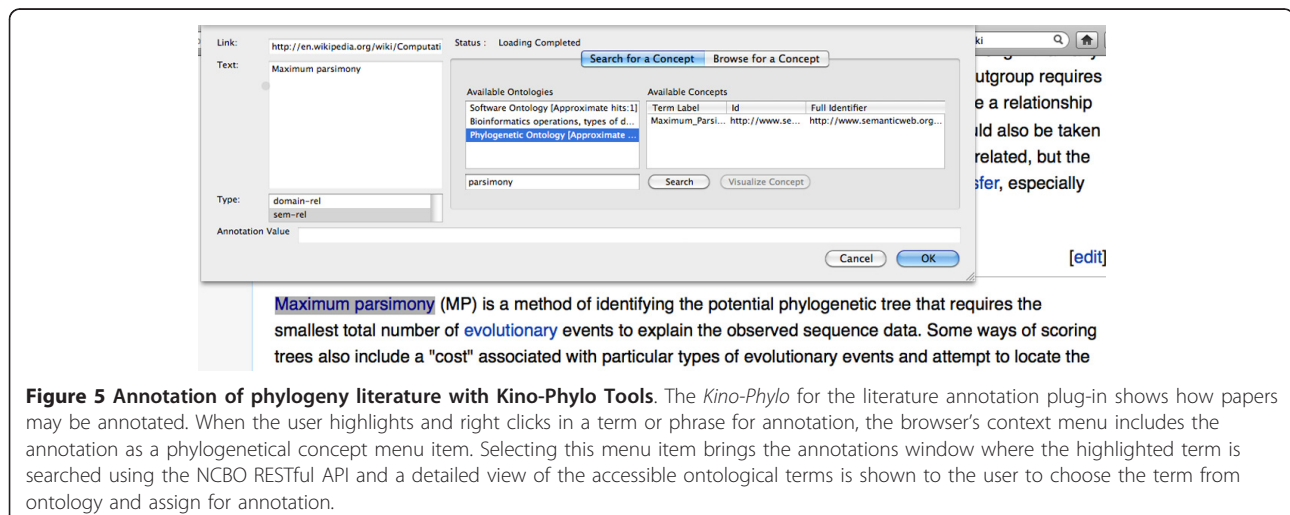 Link: http://en.wikipedia.org/wiki/Computati Status : Loading Completed
Search for a Concept Browse for a Concept
Text: Maximum parsimony
Available Ontologies Available Concepts
Software Ontology [Approximate hits:1] Term Label Id Full Identifier
Bioinformatics operations, types of d... Maximum_Parsi... http://www.se... http://www.semanticweb.org...
Phylogenetic Ontology [Approximate ...
parsimony Search Visualize Concept
Type: domain-rel
sem-rel
Annotation Value
Cancel OK
ki
utgroup requires
e a relationship
uld also be taken
related, but the
sfer, especially
[edit]
Maximum parsimony (MP) is a method of identifying the potential phylogenetic tree that requires the
smallest total number of evolutionary events to explain the observed sequence data. Some ways of scoring
trees also include a "cost" associated with particular types of evolutionary events and attempt to locate the
Figure 5 Annotation of phylogeny literature with Kino-Phylo Tools. The Kino-Phylo for the literature annotation plug-in shows how papers
may be annotated. When the user highlights and right clicks in a term or phrase for annotation, the browser's context menu includes the
annotation as a phylogenetical concept menu item. Selecting this menu item brings the annotations window where the highlighted term is
searched using the NCBO RESTful API and a detailed view of the accessible ontological terms is shown to the user to choose the term from
ontology and assign for annotation.